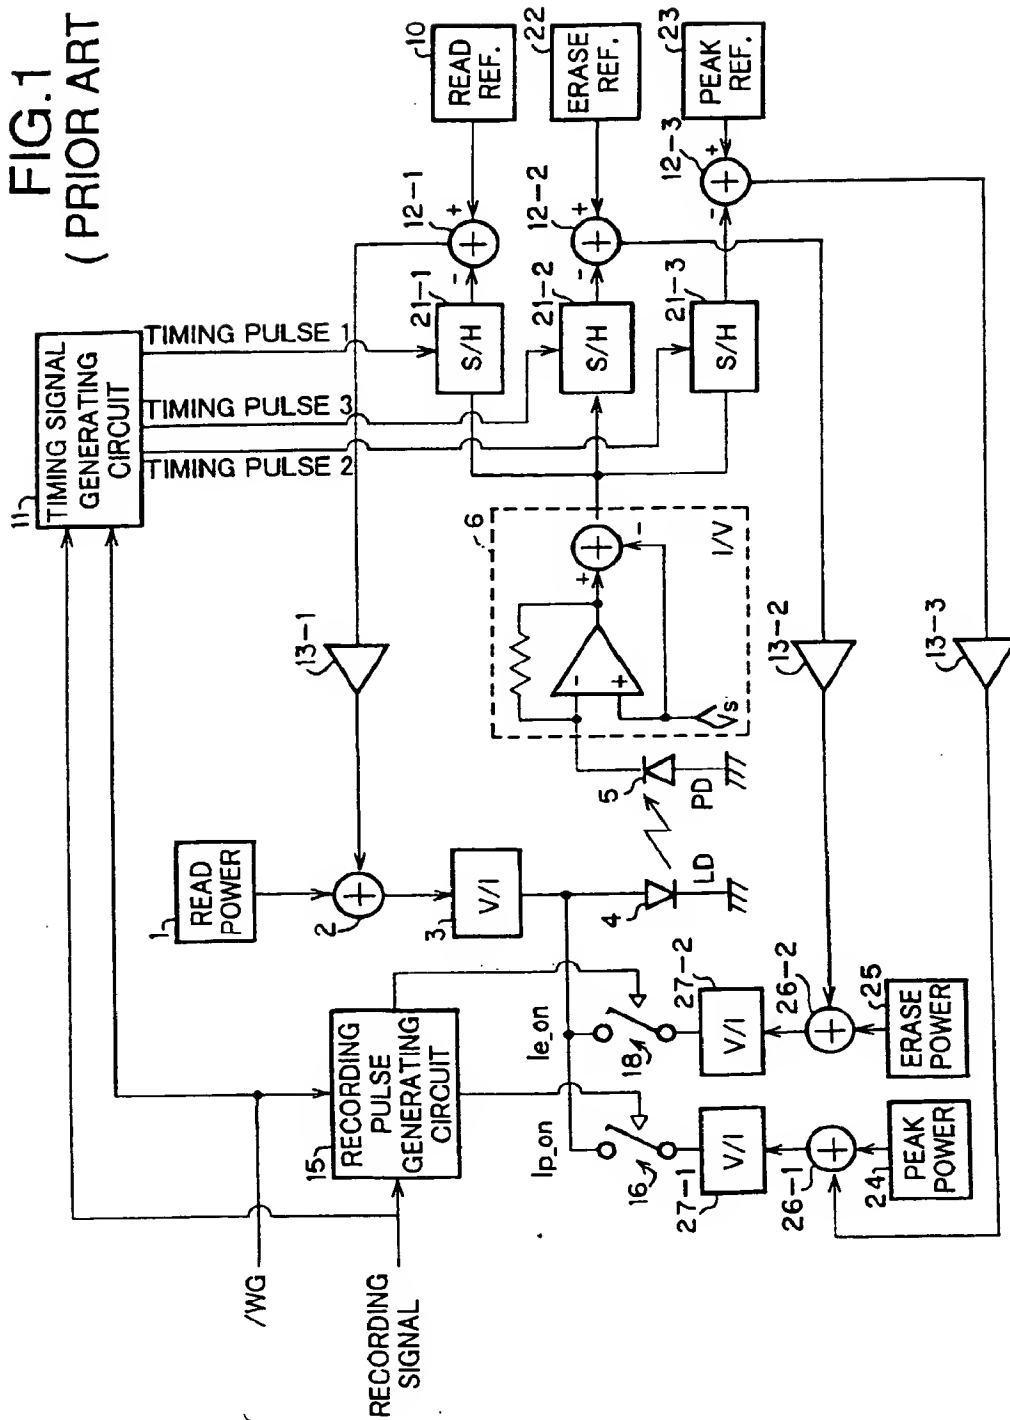 FIG.1
(PRIOR ART
11
TIMING SIGNAL
GENERATING
CIRCUIT
TIMING PULSE 1
TIMING PULSE 3
TIMING PULSE 2
10
READ
REF.
22
ERASE
REF.
23
PEAK
REF.
12-1
+
-
12-2
+
-
12-3
+
-
21-1
S/H
21-2
S/H
21-3
S/H
6
+
-
-
+
Vs
I/V
13-1
13-2
13-3
1
READ
POWER
2
3
V/I
4
LD
5
PD
15
RECORDING
PULSE
GENERATING
CIRCUIT
Ie_on
Ip_on
18
16
27-2
V/I
27-1
V/I
26-2
26-1
25
ERASE
POWER
24
PEAK
POWER
/WG
RECORDING
SIGNAL